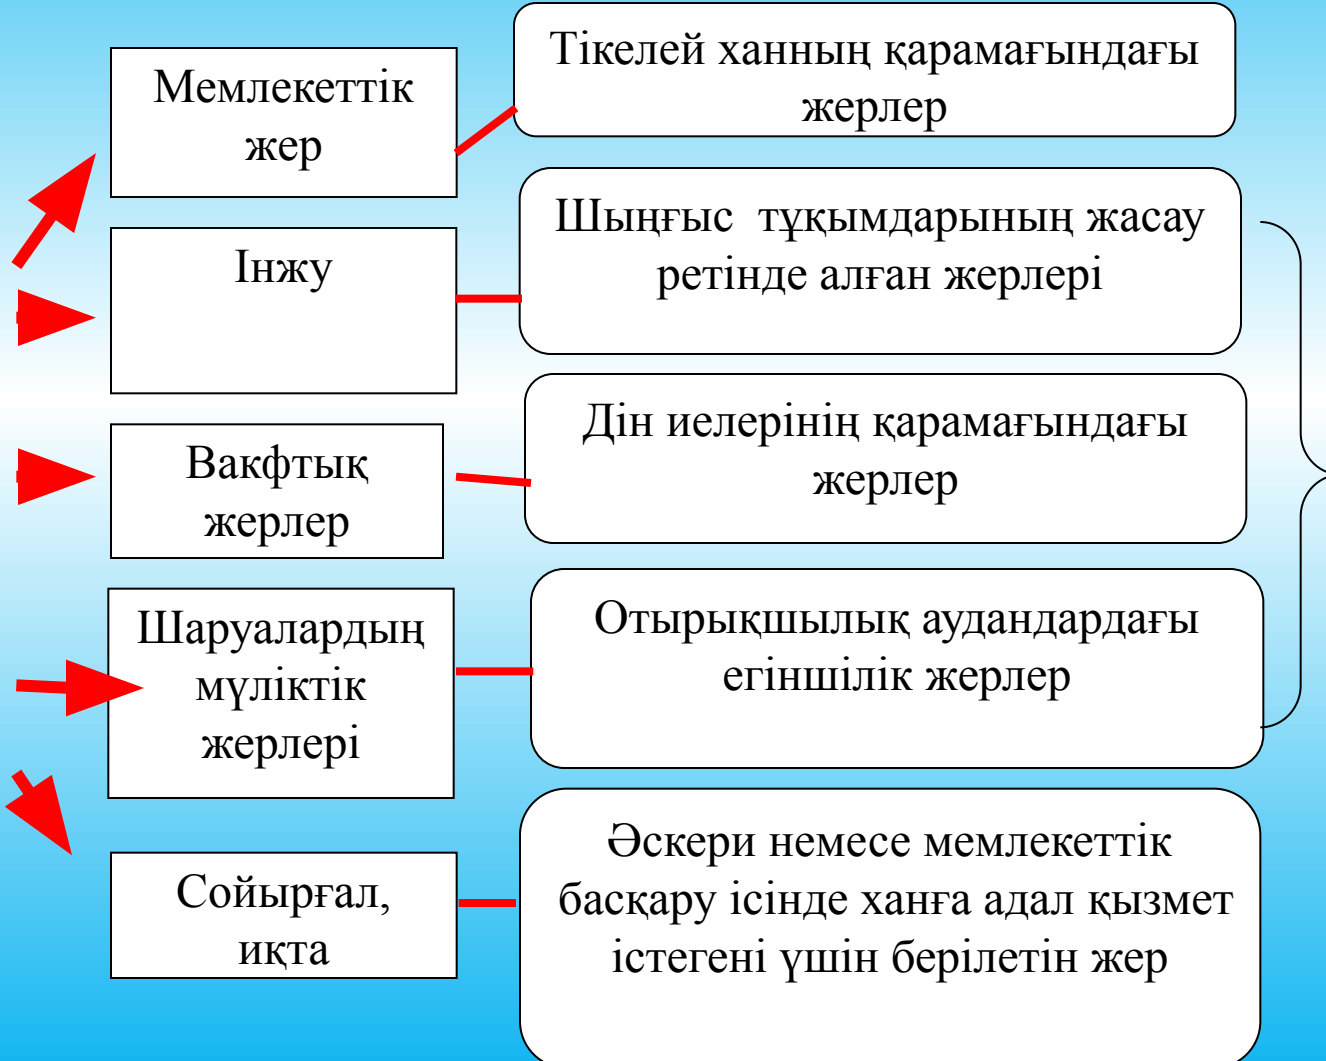 Мемлекеттік
жер
Тікелей ханның қарамағындағы
жерлер
Інжу
Шыңғыс тұқымдарының жасау
ретінде алған жерлері
Вакфтық
жерлер
Дін иелерінің қарамағындағы
жерлер
Шаруалардың
мүліктік
жерлері
Отырықшылық аудандардағы
егіншілік жерлер
Сойырғал,
иқта
Әскери немесе мемлекеттік
басқару ісінде ханға адал қызмет
істегені үшін берілетін жер